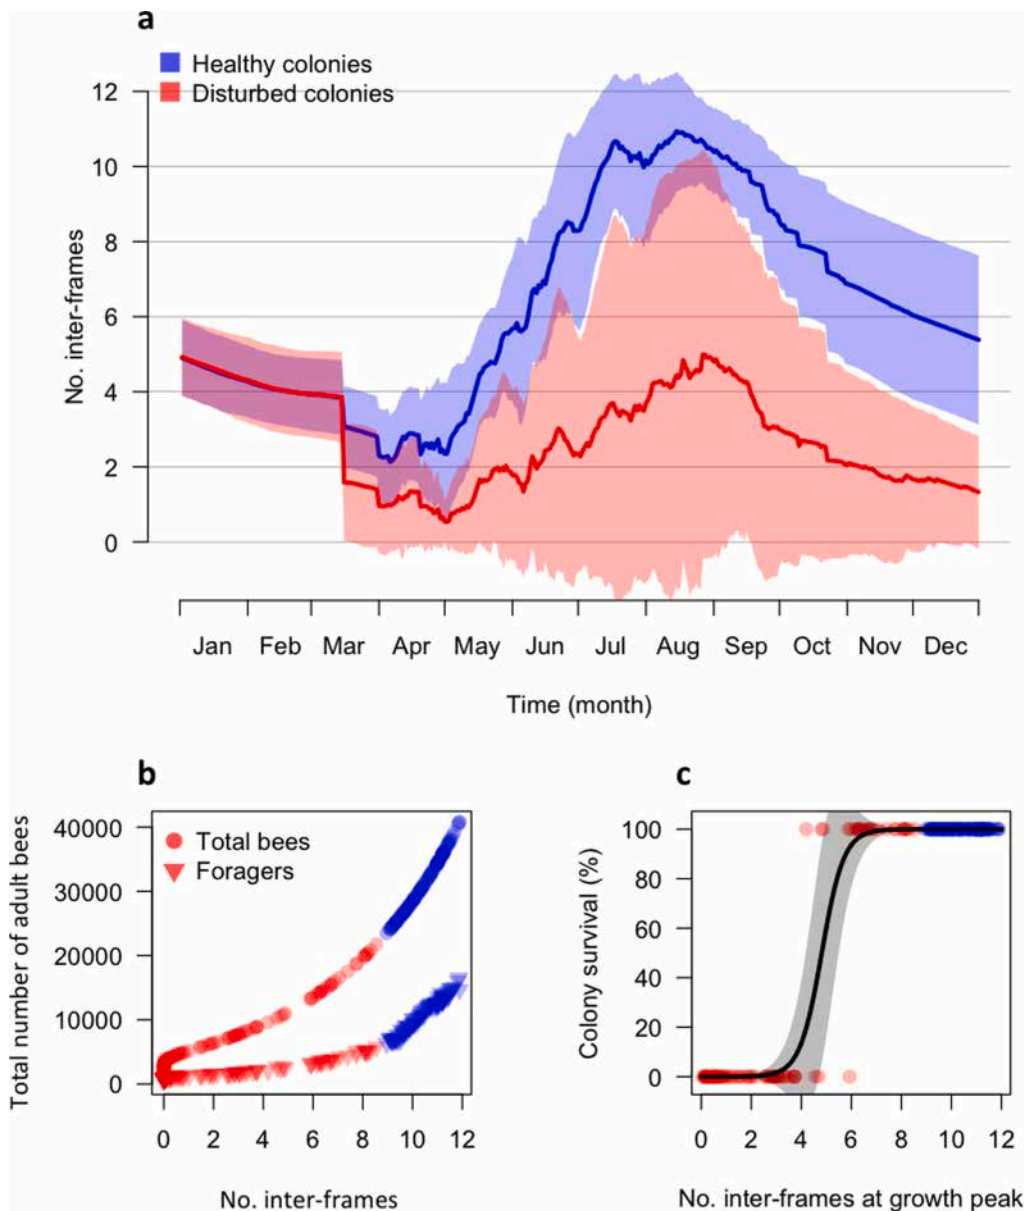 a
Healthy colonies
Disturbed colonies
12
10
8
6
4
2
0
No. inter-frames
Jan Feb Mar Apr May Jun Jul Aug Sep Oct Nov Dec
Time (month)
b
Total bees
Foragers
40000
30000
20000
10000
0
Total number of adult bees
0 2 4 6 8 10 12
No. inter-frames
c
100
80
60
40
20
0
Colony survival (%)
0 2 4 6 8 10 12
No. inter-frames at growth peak